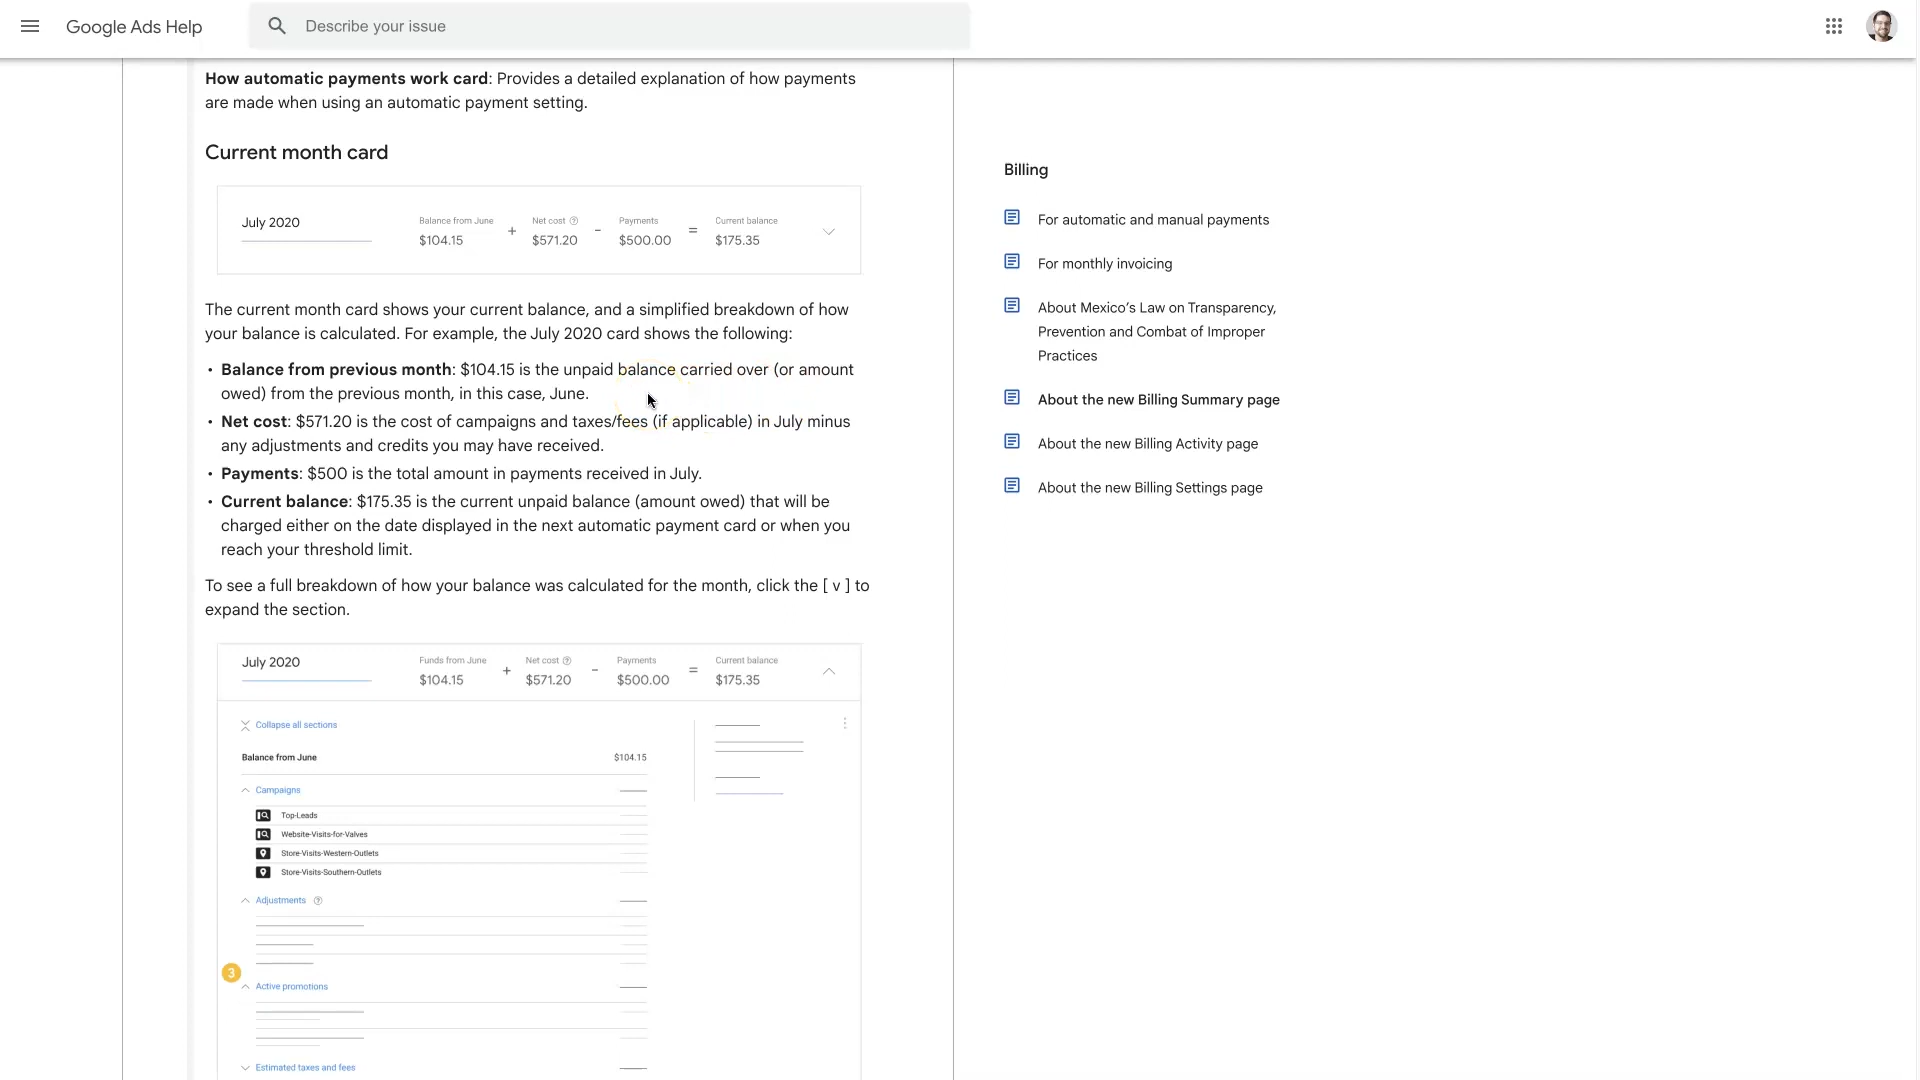 Google Ads Help
Describe your issue
How automatic payments work card: Provides a detailed explanation of how payments
are made when using an automatic payment setting.
Current month card
July 2020
Balance from June
$104.15
+
Net cost
$571.20
-
Payments
$500.00
=
Current balance
$175.35
The current month card shows your current balance, and a simplified breakdown of how
your balance is calculated. For example, the July 2020 card shows the following:
• Balance from previous month: $104.15 is the unpaid balance carried over (or amount
owed) from the previous month, in this case, June.
• Net cost: $571.20 is the cost of campaigns and taxes/fees (if applicable) in July minus
any adjustments and credits you may have received.
• Payments: $500 is the total amount in payments received in July.
• Current balance: $175.35 is the current unpaid balance (amount owed) that will be
charged either on the date displayed in the next automatic payment card or when you
reach your threshold limit.
To see a full breakdown of how your balance was calculated for the month, click the [ v ] to
expand the section.
July 2020
Funds from June
$104.15
+
Net cost
$571.20
-
Payments
$500.00
=
Current balance
$175.35
Collapse all sections
Balance from June $104.15
Campaigns
Top-Leads
Website-Visits-for-Valves
Store-Visits-Western-Outlets
Store-Visits-Southern-Outlets
Adjustments
3
Active promotions
Estimated taxes and fees
Billing
For automatic and manual payments
For monthly invoicing
About Mexico's Law on Transparency,
Prevention and Combat of Improper
Practices
About the new Billing Summary page
About the new Billing Activity page
About the new Billing Settings page